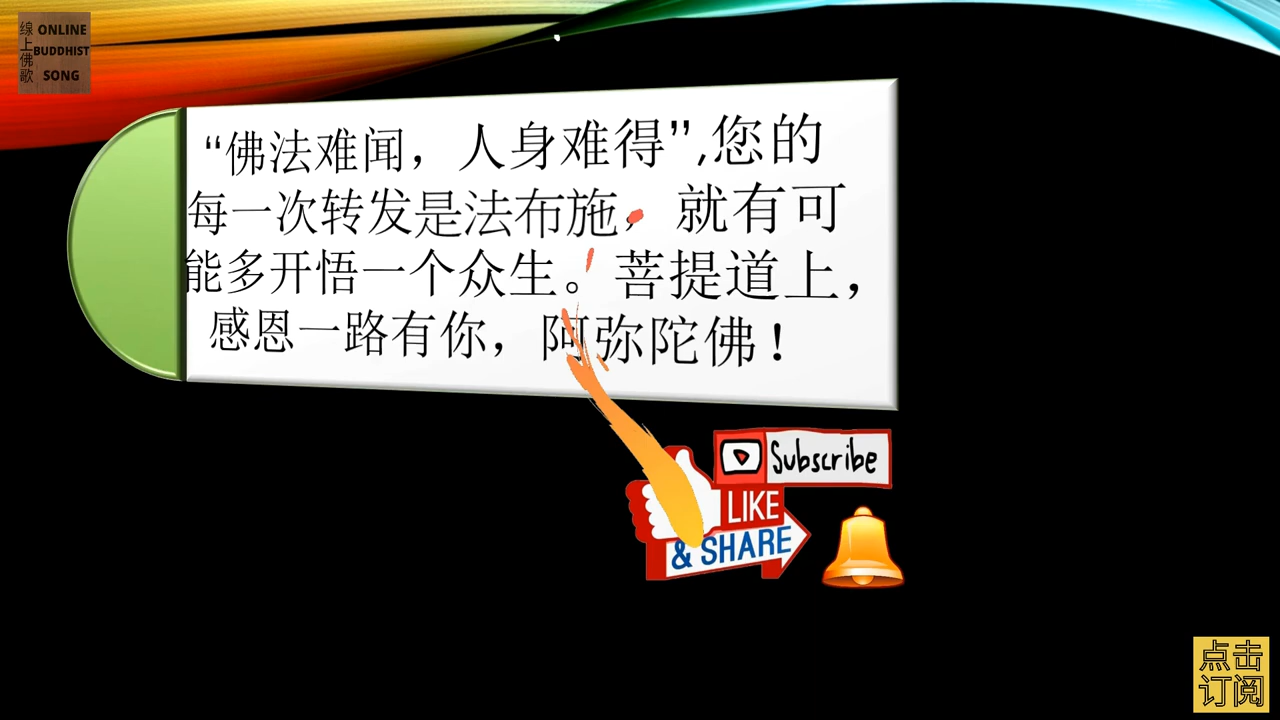 线上佛歌
ONLINE
BUDDHIST
SONG
“佛法难闻，人身难得”,您的
每一次转发是法布施，就有可
能多开悟一个众生。菩提道上，
感恩一路有你，阿弥陀佛！
Subscribe
LIKE
& SHARE
点击
订阅